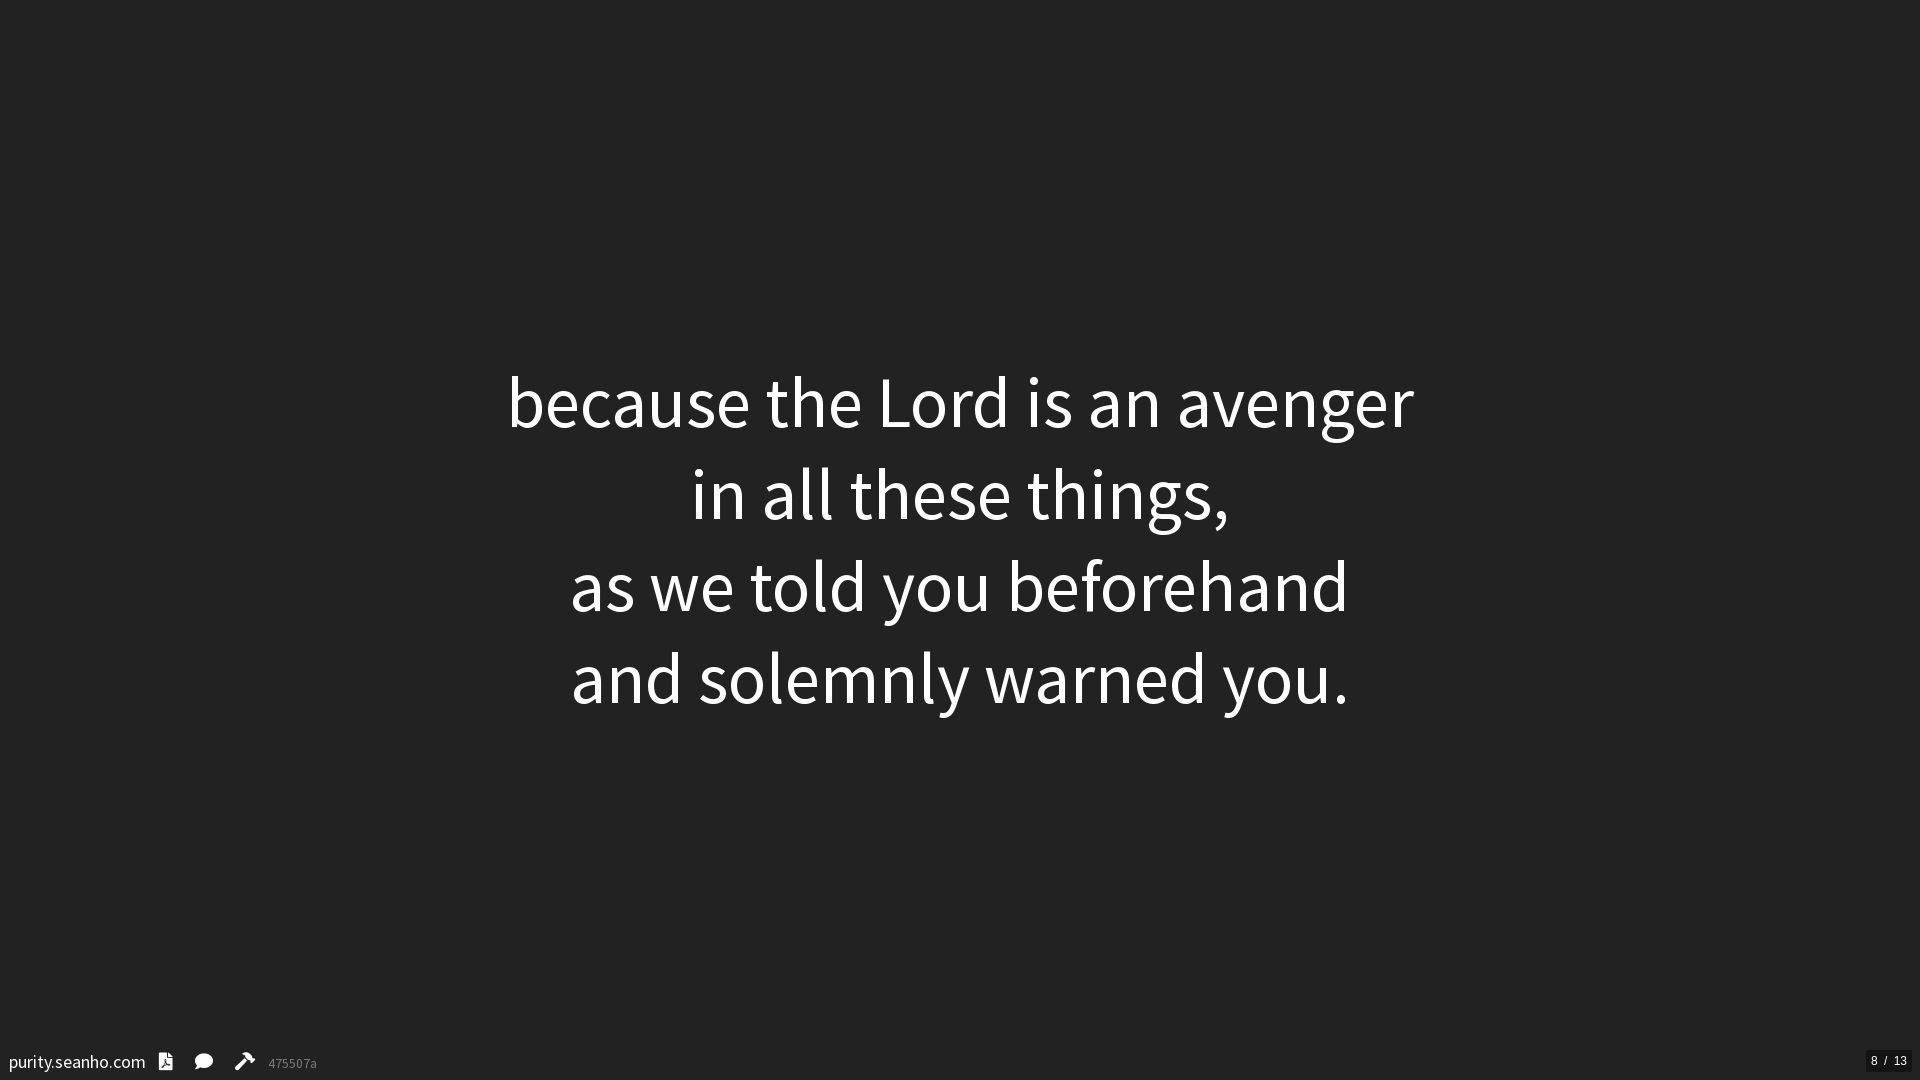 because the Lord is an avenger
in all these things,
as we told you beforehand
and solemnly warned you.
purity.seanho.com 475507a
8 / 13